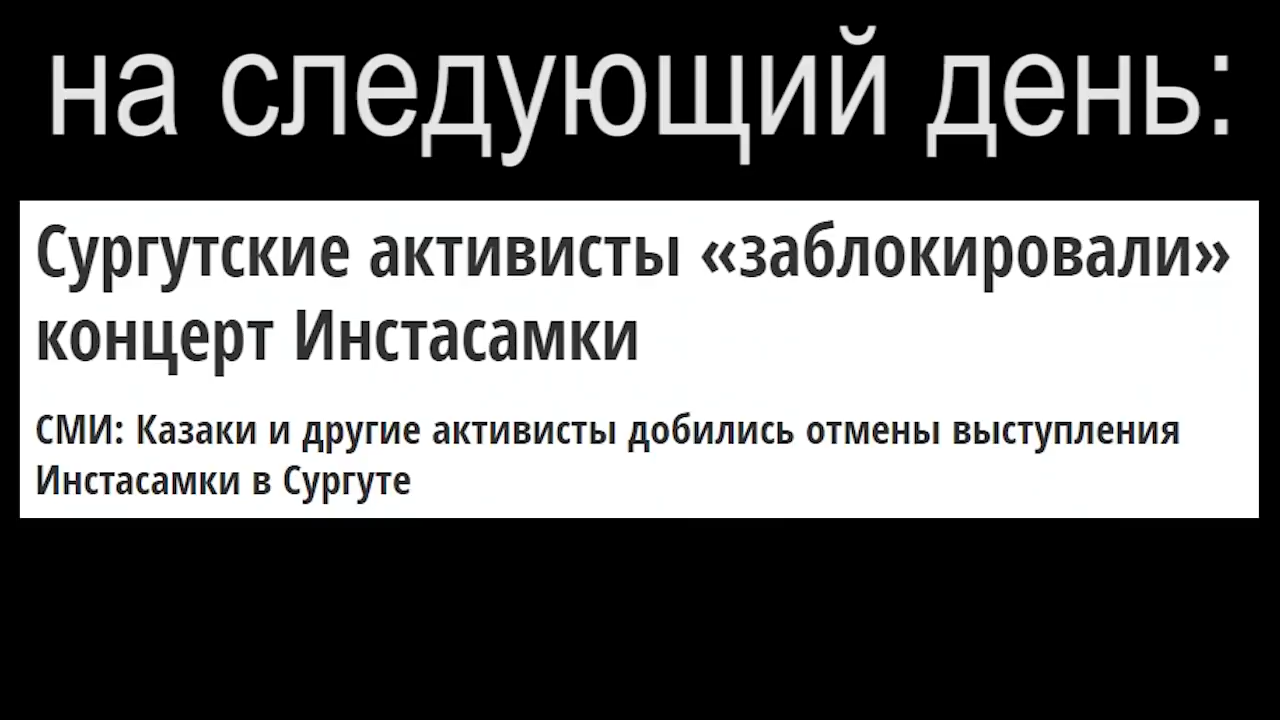 на следующий день:
Сургутские активисты «заблокировали»
концерт Инстасамки
СМИ: Казаки и другие активисты добились отмены выступления
Инстасамки в Сургуте